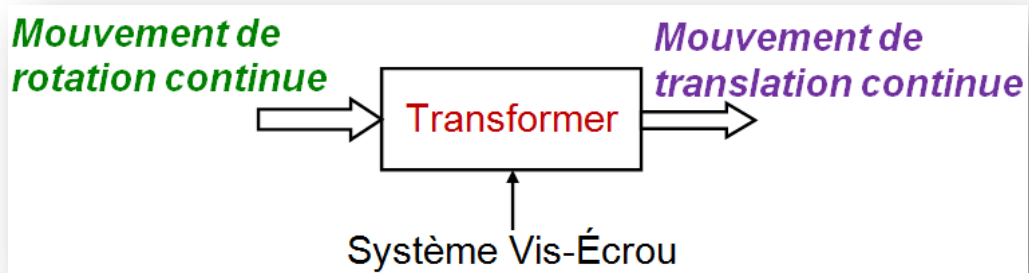 Mouvement de
rotation continue
Mouvement de
translation continue
Transformer
Système Vis-Écrou